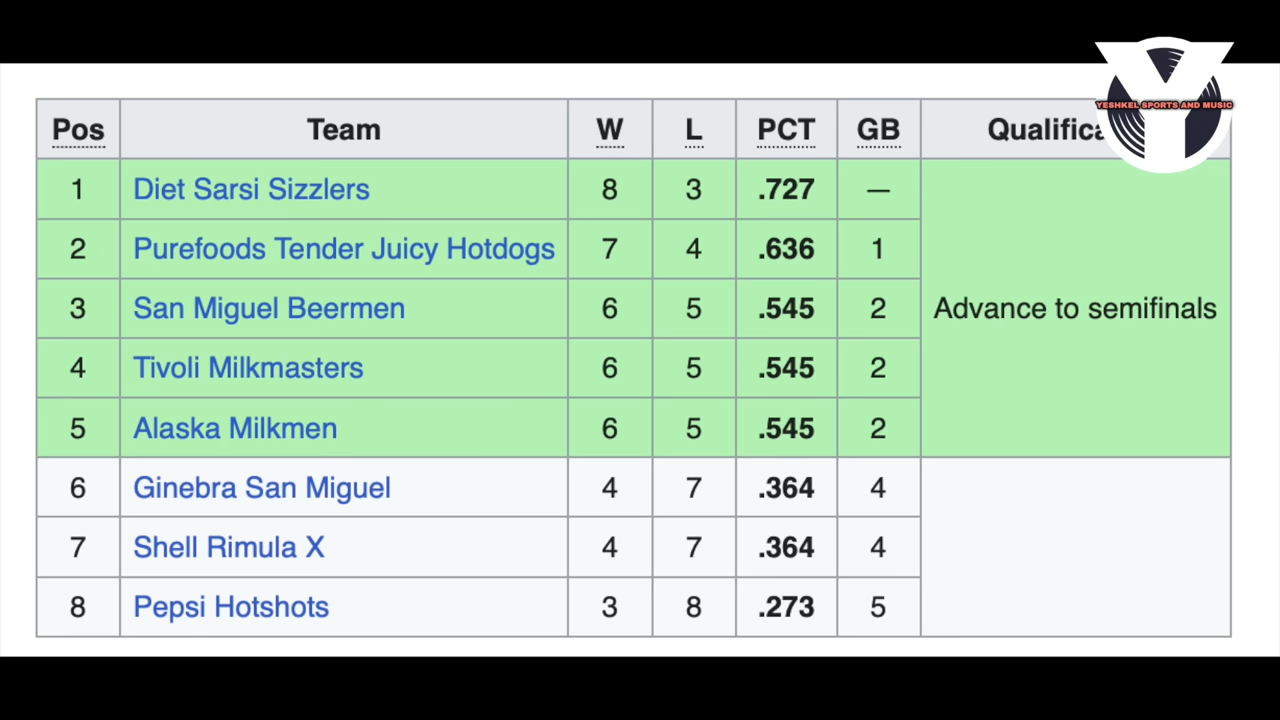 YESHKEL SPORTS AND MUSIC
Pos Team W L PCT GB Qualifica
1 Diet Sarsi Sizzlers 8 3 .727 —
2 Purefoods Tender Juicy Hotdogs 7 4 .636 1
3 San Miguel Beermen 6 5 .545 2 Advance to semifinals
4 Tivoli Milkmasters 6 5 .545 2
5 Alaska Milkmen 6 5 .545 2
6 Ginebra San Miguel 4 7 .364 4
7 Shell Rimula X 4 7 .364 4
8 Pepsi Hotshots 3 8 .273 5